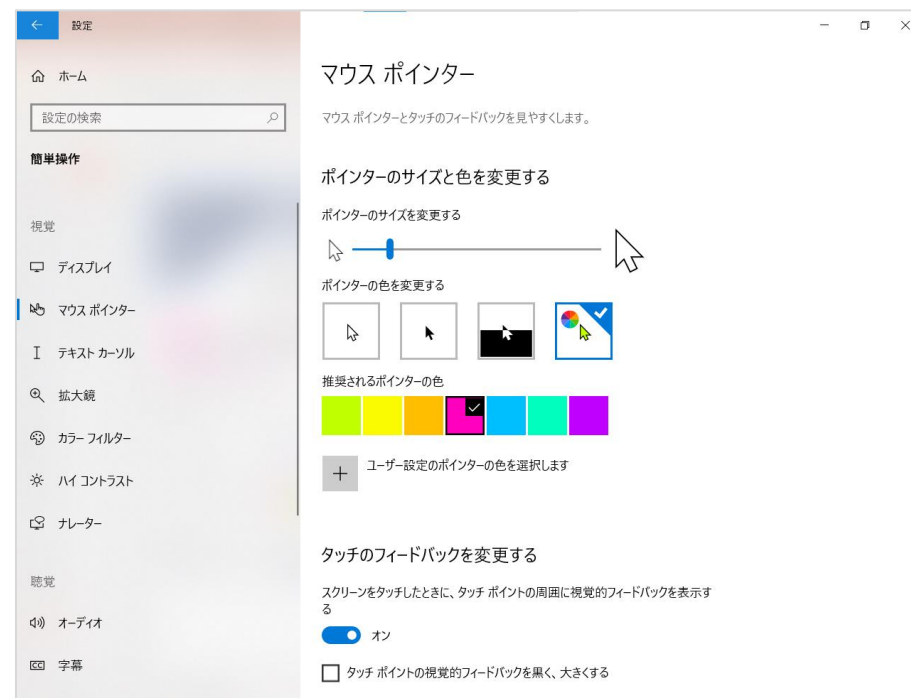 設定
ホーム
設定の検索
簡単操作
視覚
ディスプレイ
マウス ポインター
テキスト カーソル
拡大鏡
カラー フィルター
ハイ コントラスト
ナレーター
聴覚
オーディオ
字幕
マウス ポインター
マウス ポインターとタッチのフィードバックを見やすくします。
ポインターのサイズと色を変更する
ポインターのサイズを変更する
ポインターの色を変更する
推奨されるポインターの色
ユーザー設定のポインターの色を選択します
タッチのフィードバックを変更する
スクリーンをタッチしたときに、タッチ ポイントの周囲に視覚的フィードバックを表示す
る
オン
タッチ ポイントの視覚的フィードバックを黒く、大きくする